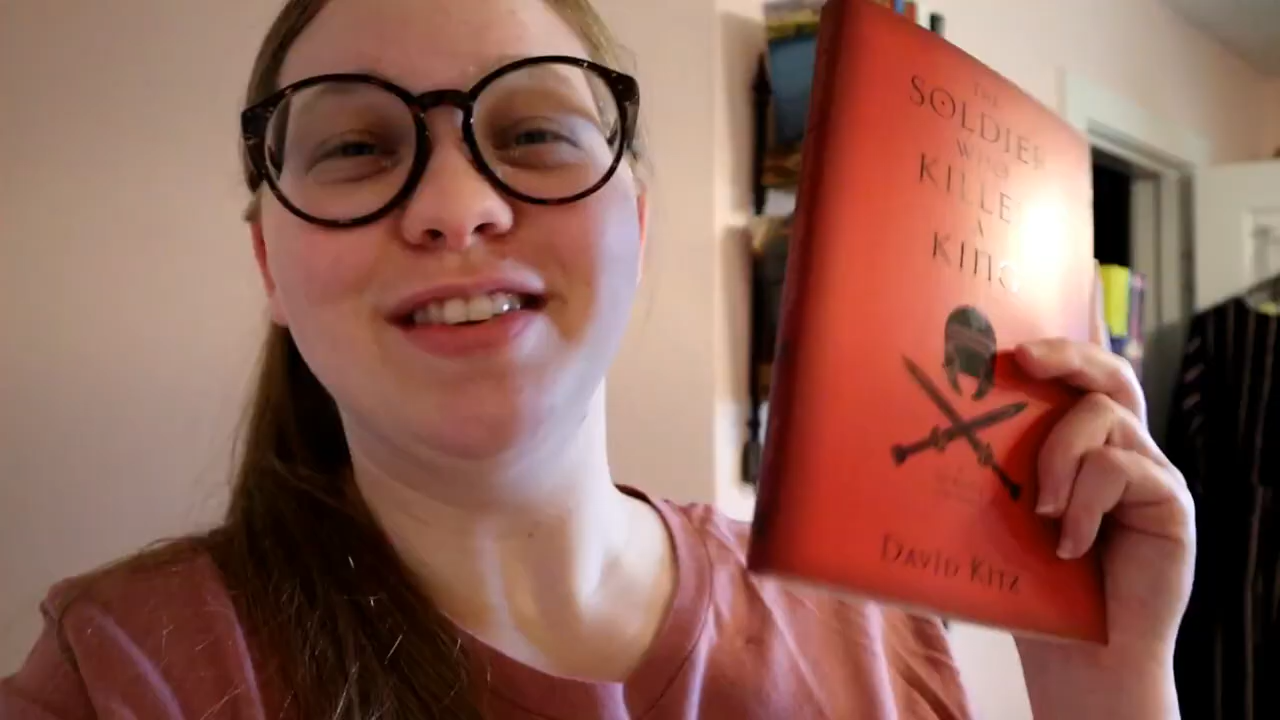 THE
SOLDIER
WHO
KILLED
A
KING
DAVID KITZ